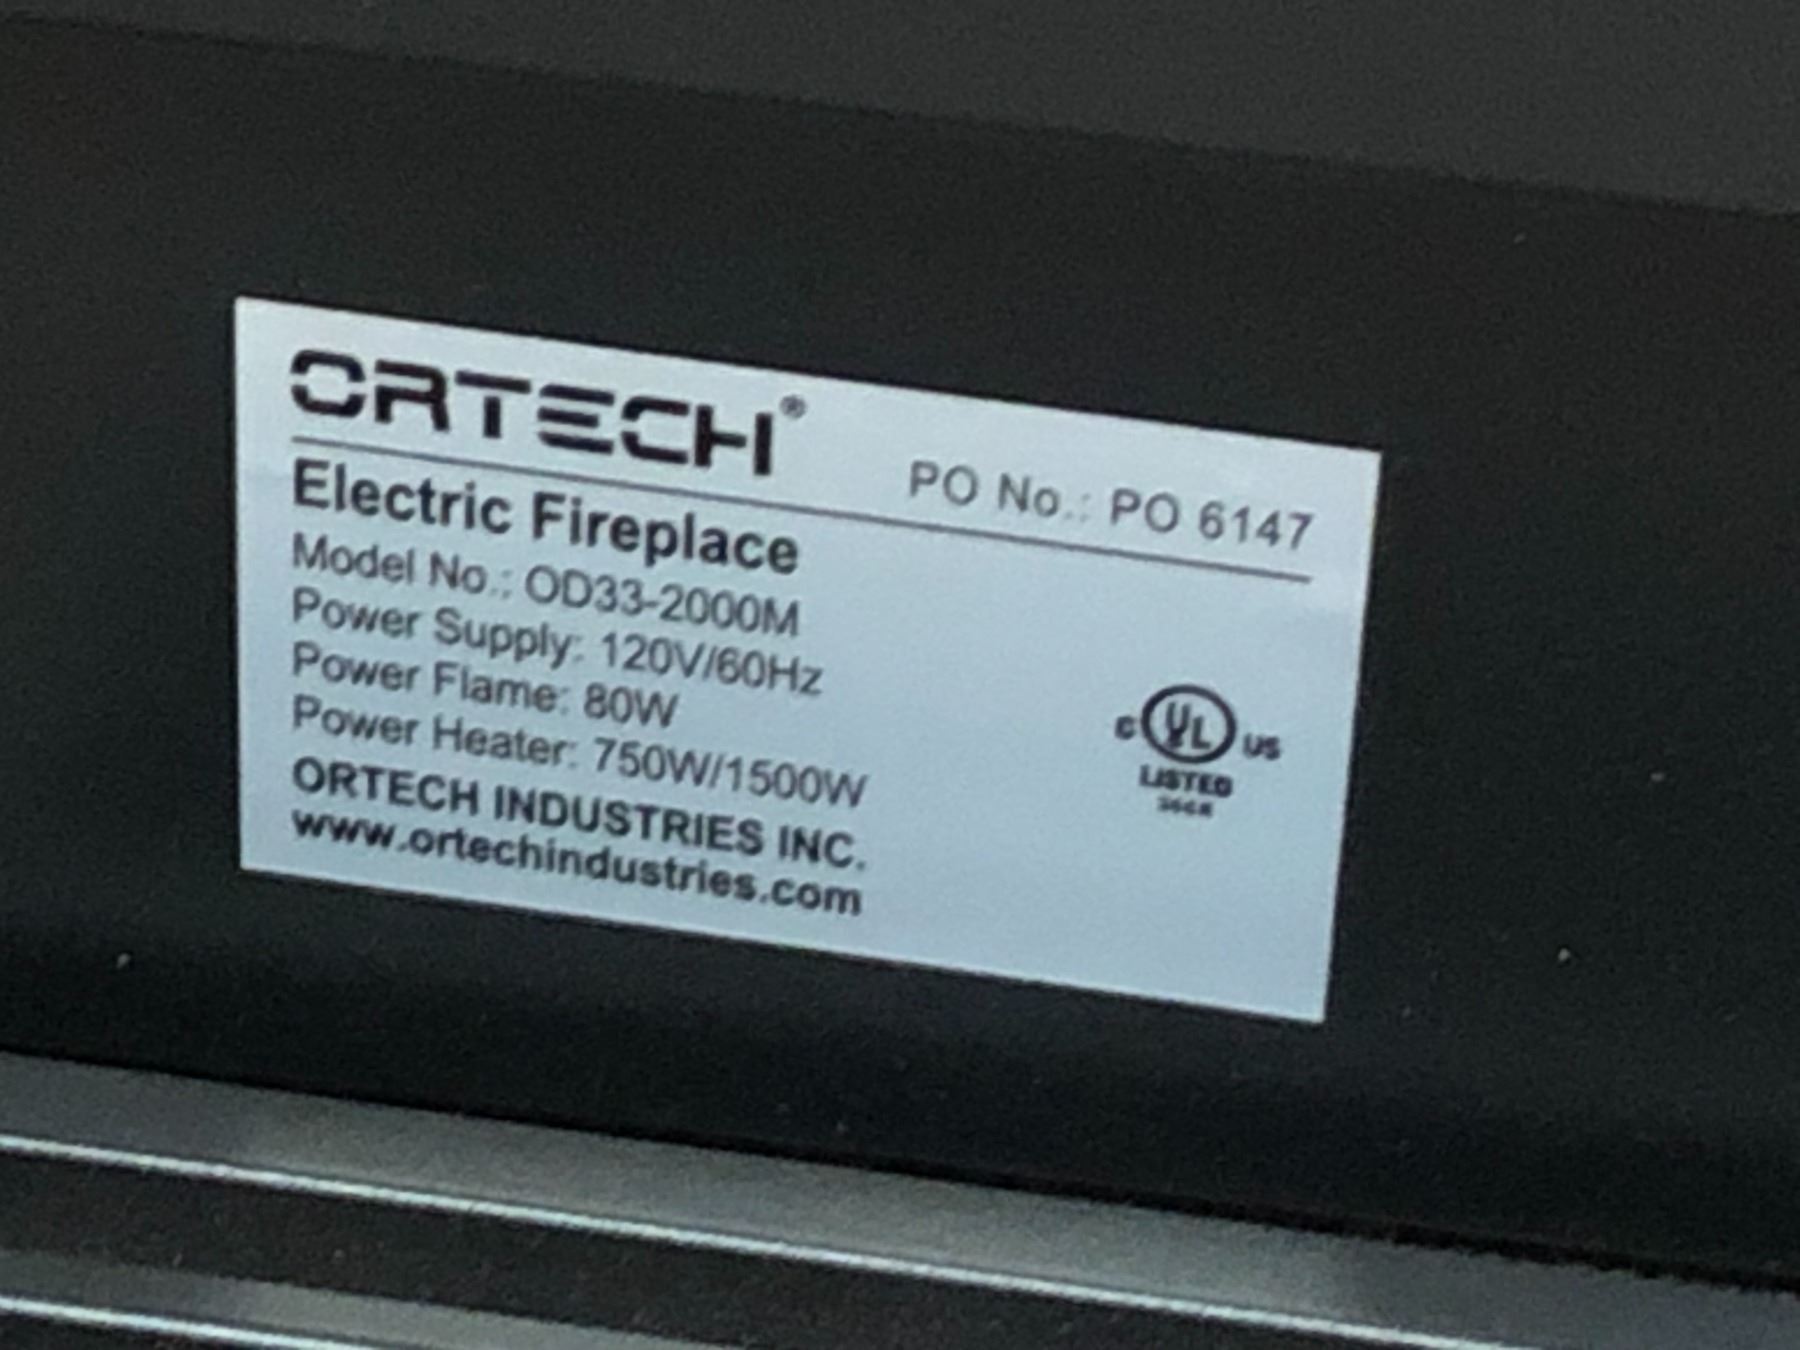 ORTECH®
PO No.: PO 6147
Electric Fireplace
Model No.: OD33-2000M
Power Supply: 120V/60Hz
Power Flame: 80W
Power Heater: 750W/1500W
ORTECH INDUSTRIES INC.
www.ortechindustries.com
C UL US
LISTED